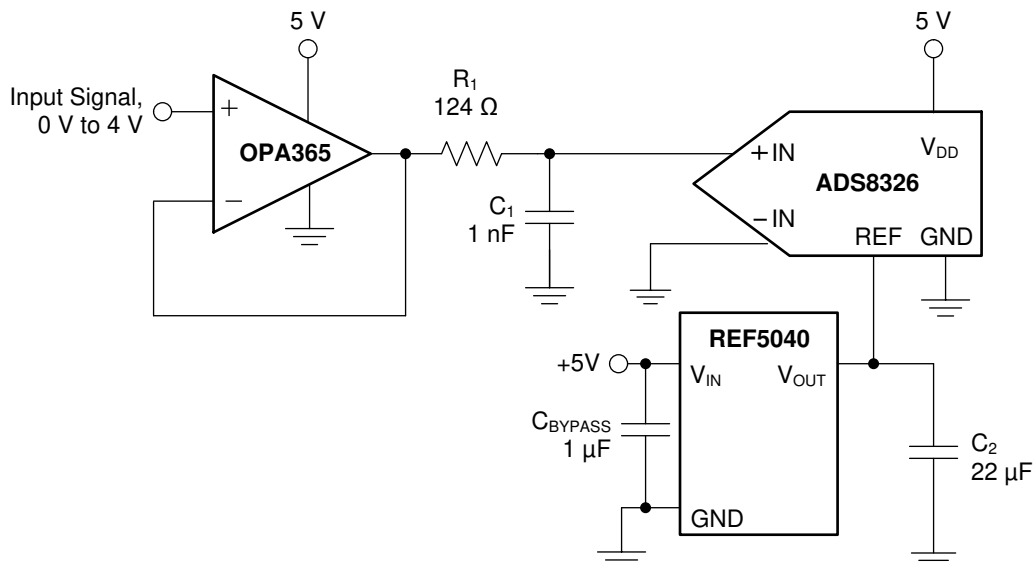 5 V
Input Signal,
0 V to 4 V
+
−
OPA365
R1
124 Ω
C1
1 nF
5 V
+IN
VDD
ADS8326
−IN
REF
GND
REF5040
+5V
VIN
VOUT
CBYPASS
1 µF
GND
C2
22 µF